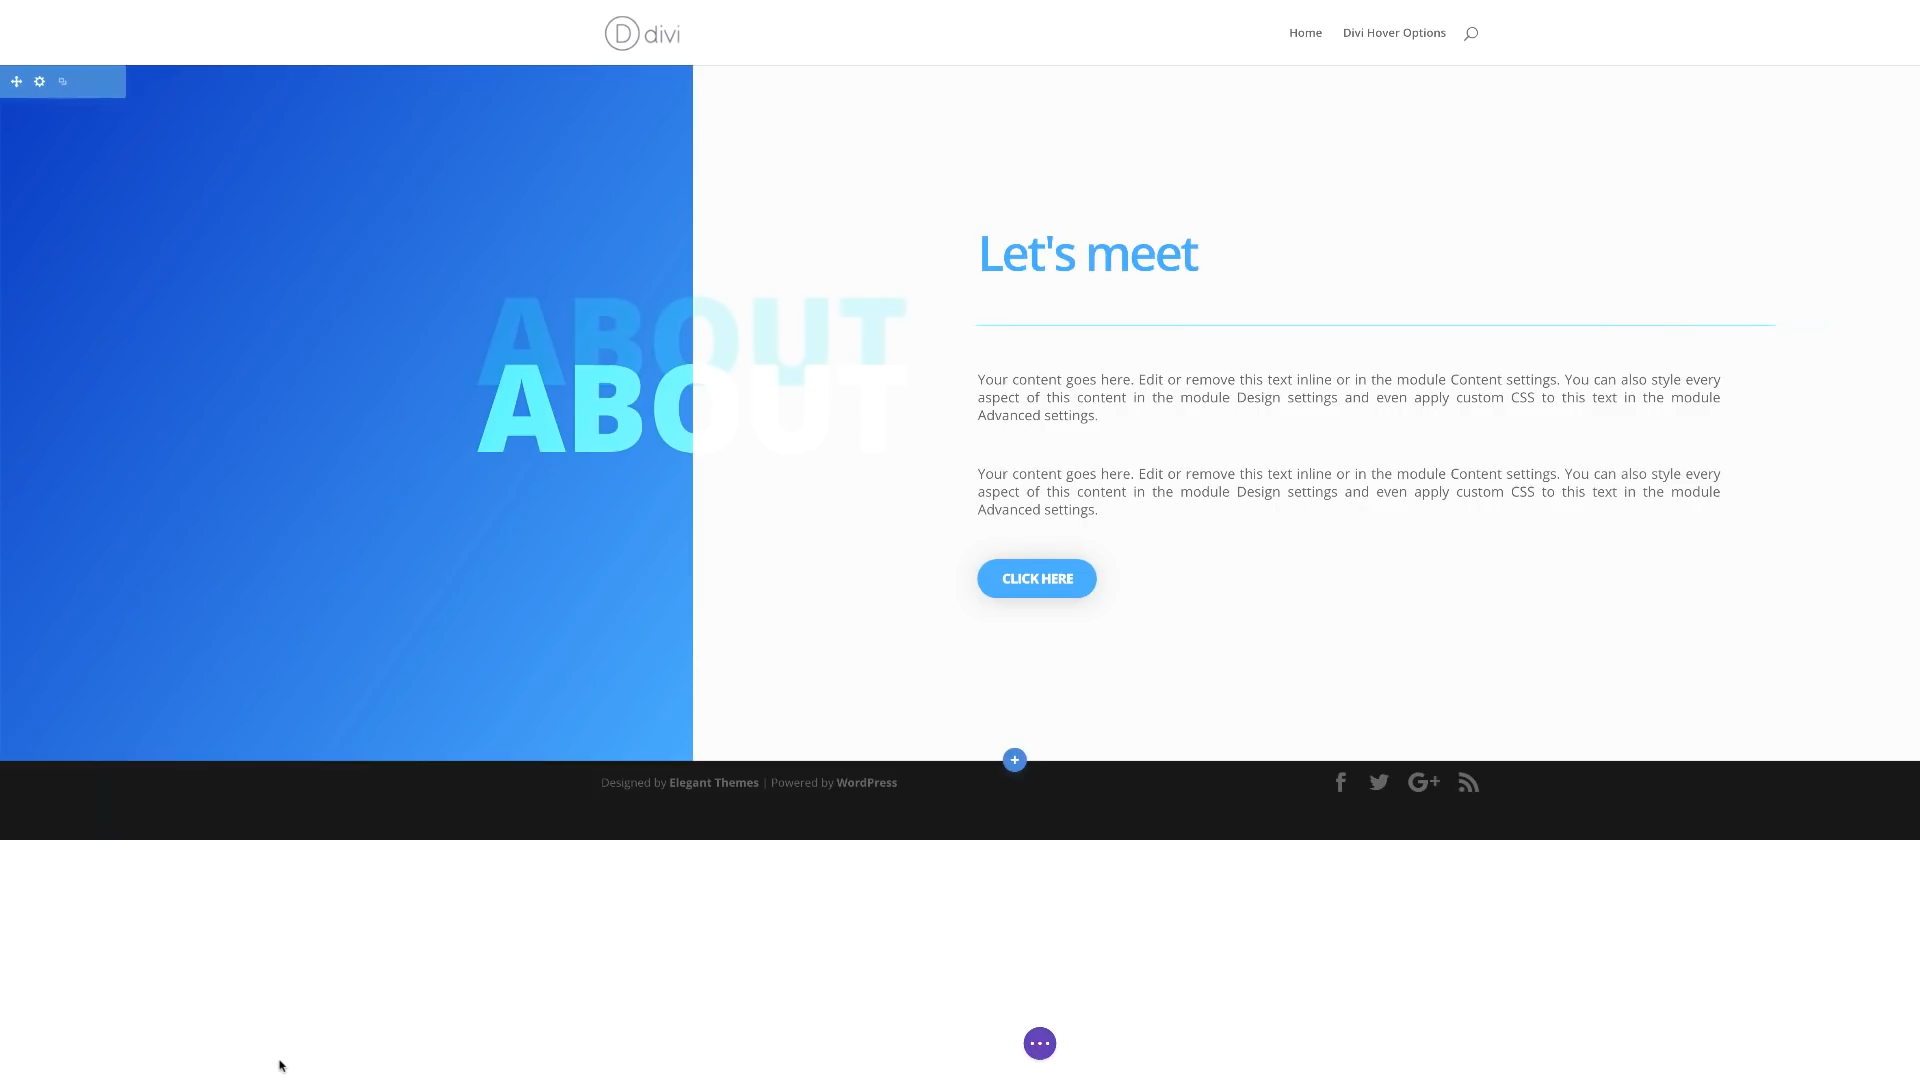 divi
Home
Divi Hover Options
Let's meet
ABOUT
ABOUT
Your content goes here. Edit or remove this text inline or in the module Content settings. You can also style every
aspect of this content in the module Design settings and even apply custom CSS to this text in the module
Advanced settings.
Your content goes here. Edit or remove this text inline or in the module Content settings. You can also style every
aspect of this content in the module Design settings and even apply custom CSS to this text in the module
Advanced settings.
CLICK HERE
Designed by Elegant Themes | Powered by WordPress